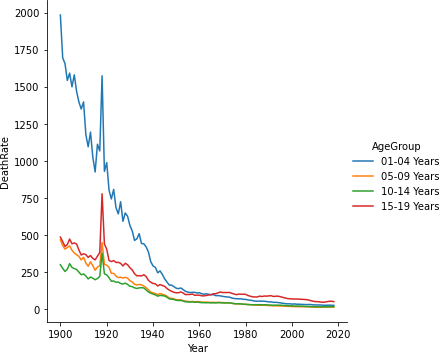 2000
1750
1500
1250
1000
750
500
250
0
DeathRate
1900
1920
1940
1960
1980
2000
2020
Year
AgeGroup
01-04 Years
05-09 Years
10-14 Years
15-19 Years